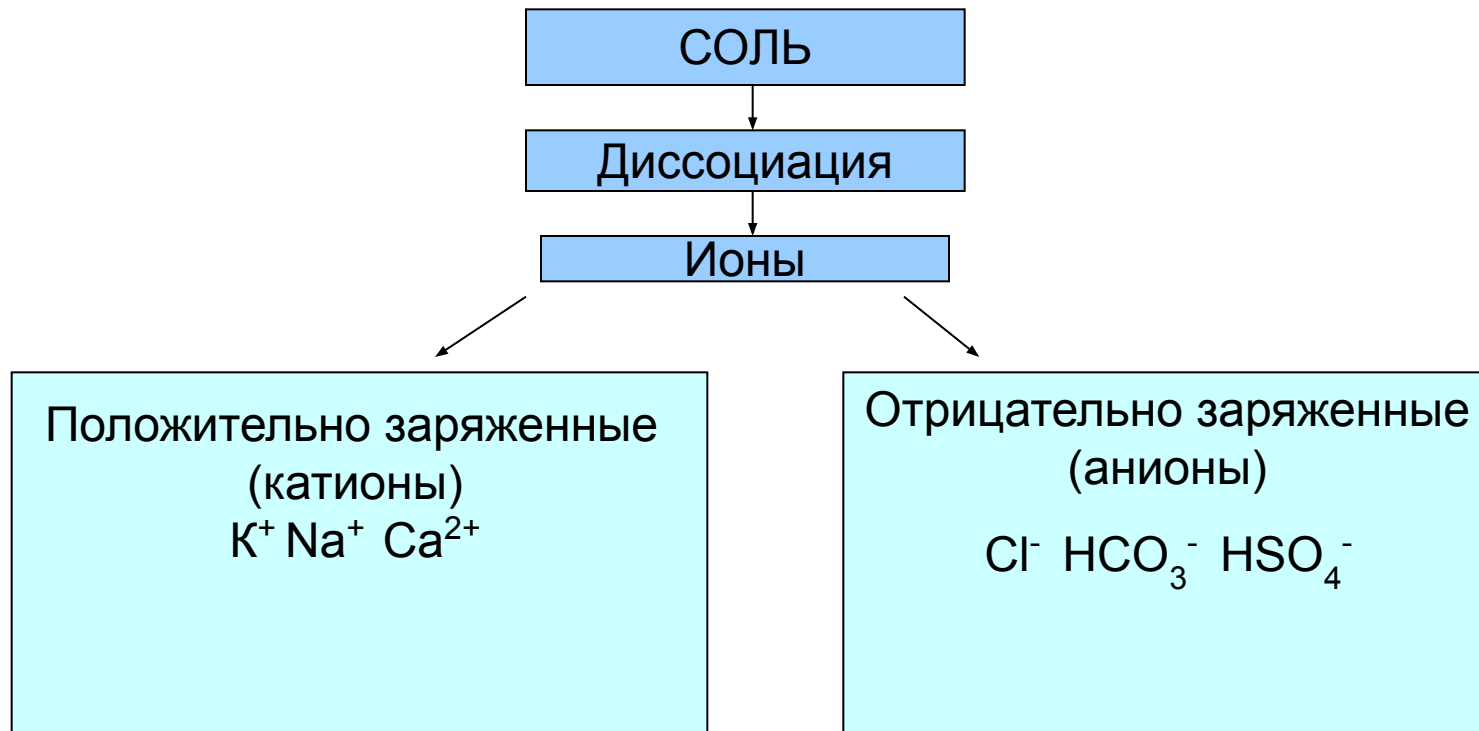 СОЛЬ
Диссоциация
Ионы
Положительно заряженные
(катионы)
К⁺ Na⁺ Ca²⁺
Отрицательно заряженные
(анионы)
Cl⁻ HCO₃⁻ HSO₄⁻